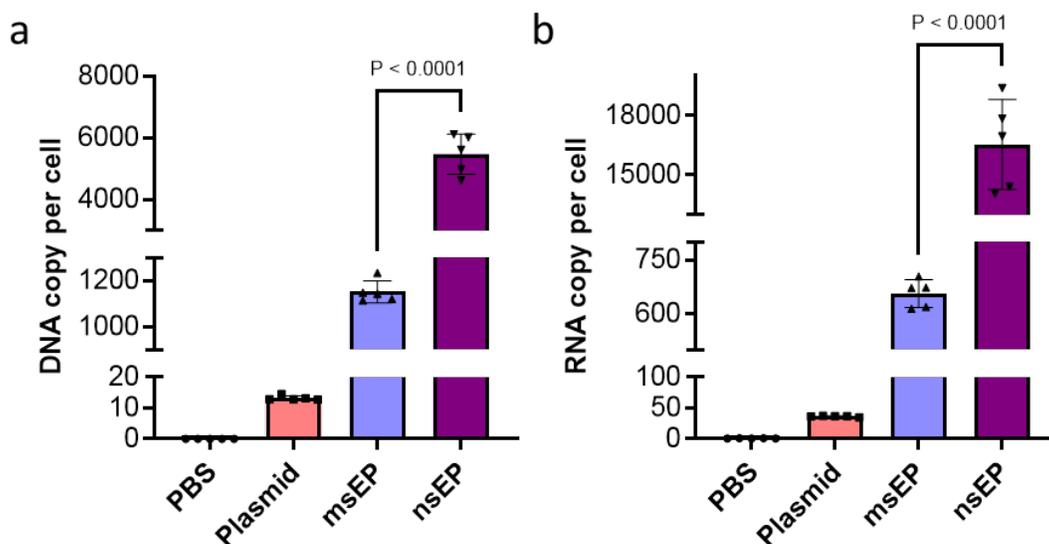 a
P < 0.0001
DNA copy per cell
8000
6000
4000
1200
1000
20
10
0
PBS
Plasmid
msEP
nsEP
b
P < 0.0001
RNA copy per cell
18000
15000
750
600
100
50
0
PBS
Plasmid
msEP
nsEP